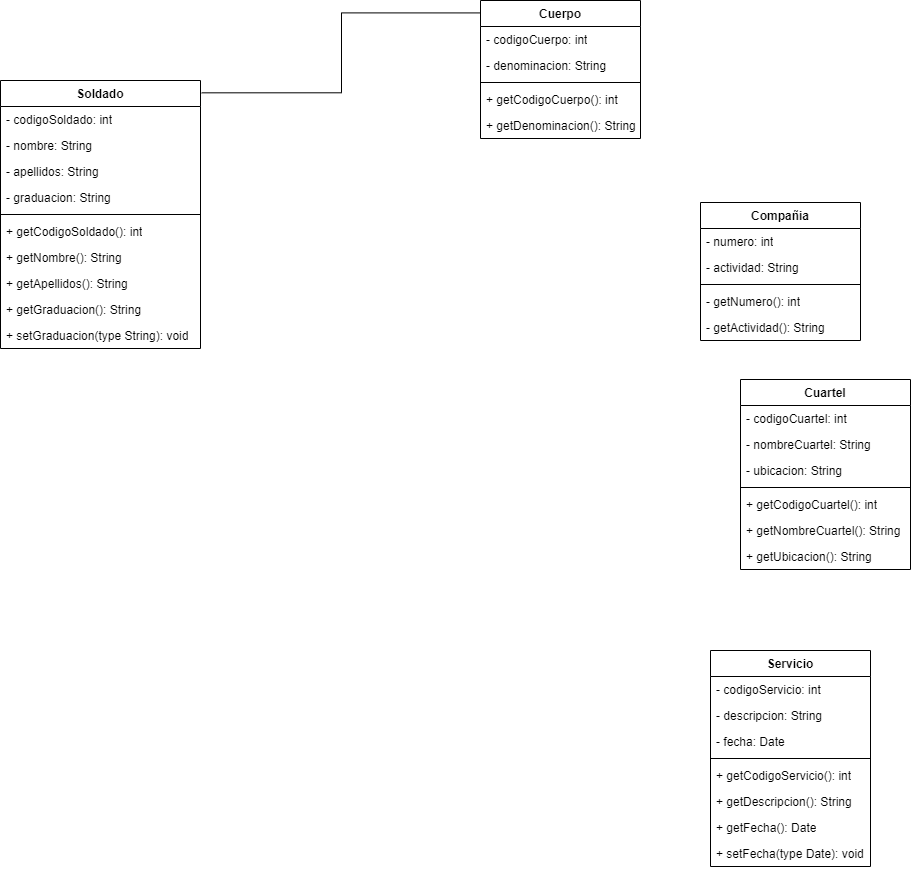 Cuerpo
- codigoCuerpo: int
- denominacion: String
+ getCodigoCuerpo(): int
+ getDenominacion(): String
Soldado
- codigoSoldado: int
- nombre: String
- apellidos: String
- graduacion: String
+ getCodigoSoldado(): int
+ getNombre(): String
+ getApellidos(): String
+ getGraduacion(): String
+ setGraduacion(type String): void
Compañia
- numero: int
- actividad: String
- getNumero(): int
- getActividad(): String
Cuartel
- codigoCuartel: int
- nombreCuartel: String
- ubicacion: String
+ getCodigoCuartel(): int
+ getNombreCuartel(): String
+ getUbicacion(): String
Servicio
- codigoServicio: int
- descripcion: String
- fecha: Date
+ getCodigoServicio(): int
+ getDescripcion(): String
+ getFecha(): Date
+ setFecha(type Date): void